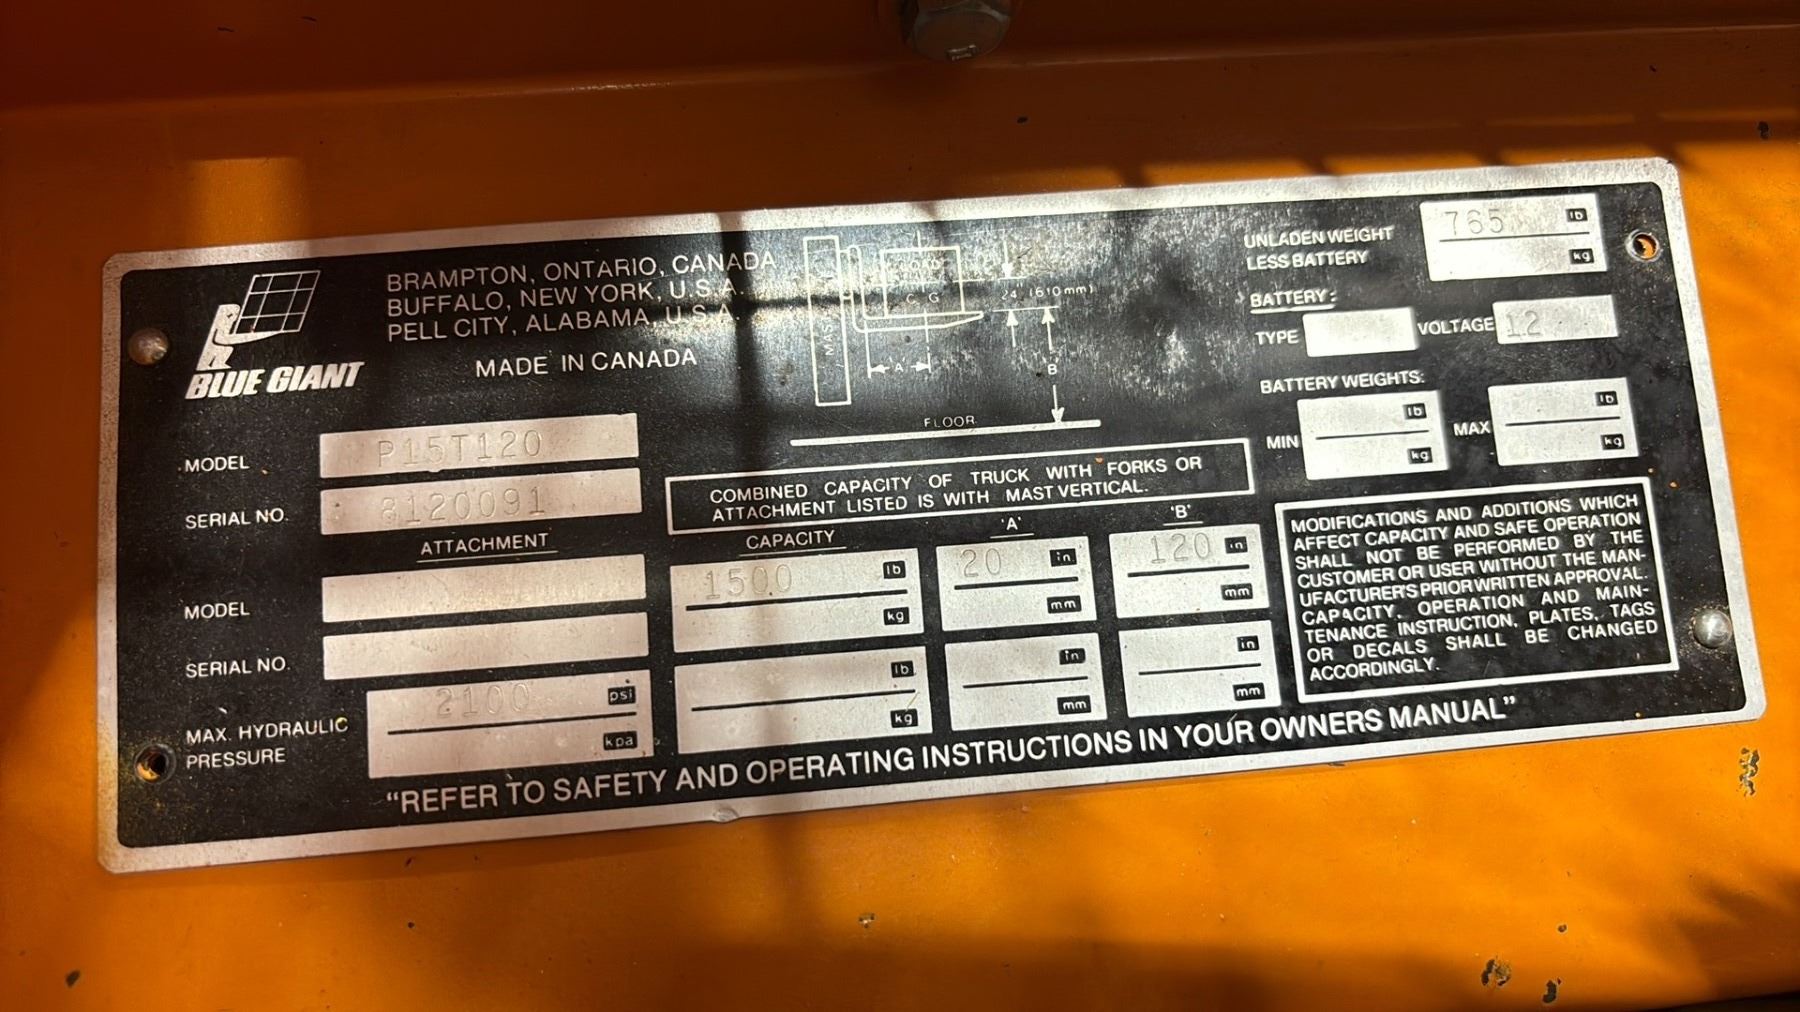 BLUE GIANT
BRAMPTON, ONTARIO, CANADA
BUFFALO, NEW YORK, U.S.A.
PELL CITY, ALABAMA, U.S.A.
MADE IN CANADA
MODEL P15T120
SERIAL NO. 8120091
ATTACHMENT
MODEL
SERIAL NO.
MAX. HYDRAULIC
PRESSURE
2100 psi
kpa
MAST
LOAD
C G
24" (610mm)
A
B
FLOOR
COMBINED CAPACITY OF TRUCK WITH FORKS OR
ATTACHMENT LISTED IS WITH MAST VERTICAL.
CAPACITY 'A' 'B'
1500 lb 20 in 120 in
kg mm mm
lb in in
kg mm mm
UNLADEN WEIGHT
LESS BATTERY
765 lb
kg
BATTERY:
TYPE VOLTAGE 12
BATTERY WEIGHTS:
MIN lb MAX lb
kg kg
MODIFICATIONS AND ADDITIONS WHICH
AFFECT CAPACITY AND SAFE OPERATION
SHALL NOT BE PERFORMED BY THE
CUSTOMER OR USER WITHOUT THE MAN-
UFACTURERS PRIOR WRITTEN APPROVAL.
CAPACITY, OPERATION AND MAIN-
TENANCE INSTRUCTION, PLATES, TAGS
OR DECALS SHALL BE CHANGED
ACCORDINGLY.
"REFER TO SAFETY AND OPERATING INSTRUCTIONS IN YOUR OWNERS MANUAL"